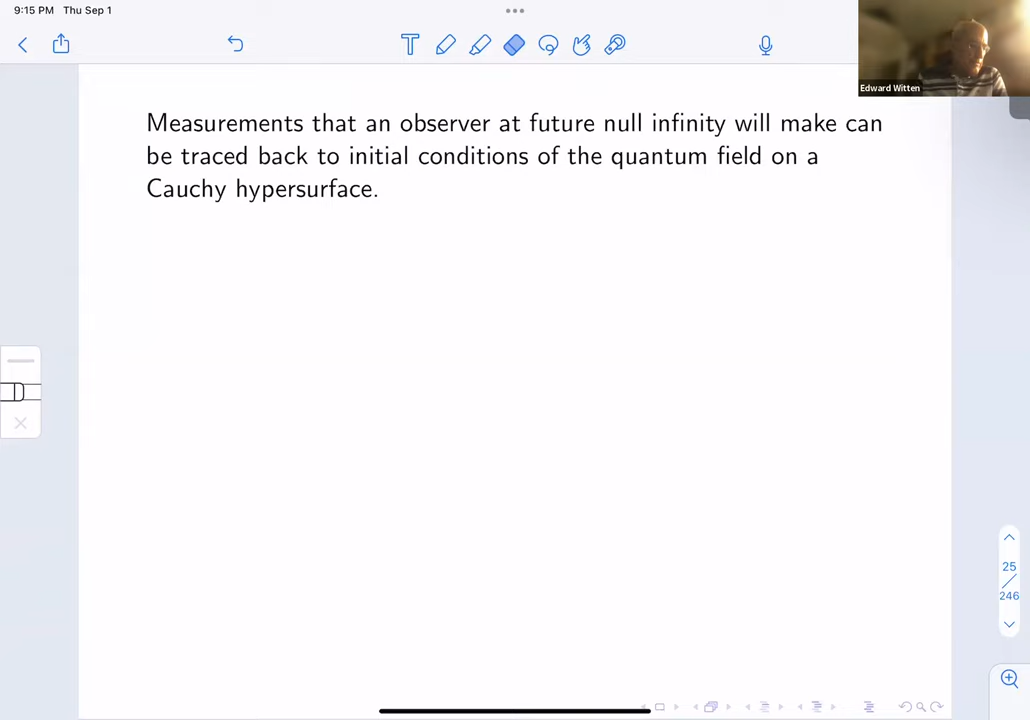 9:15 PM Thu Sep 1
Edward Witten
Measurements that an observer at future null infinity will make can
be traced back to initial conditions of the quantum field on a
Cauchy hypersurface.
25
/
246